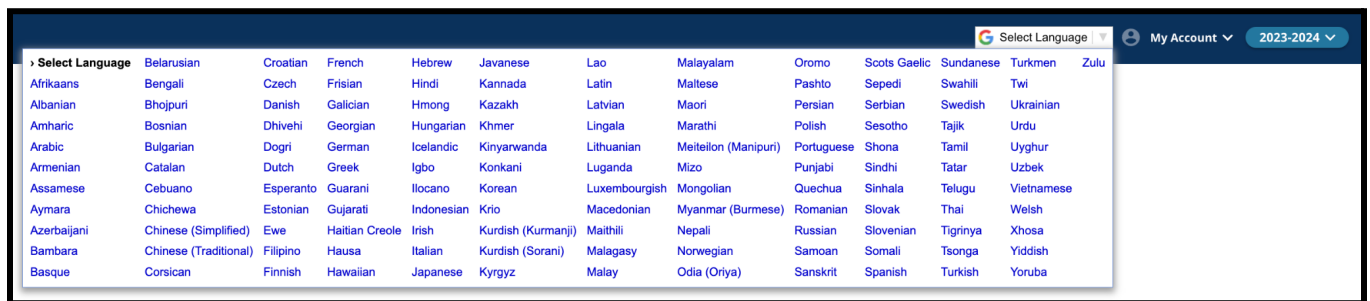 Select Language My Account 2023-2024
› Select Language Belarusian Croatian French Hebrew Javanese Lao Malayalam Oromo Scots Gaelic Sundanese Turkmen Zulu
Afrikaans Bengali Czech Frisian Hindi Kannada Latin Maltese Pashto Sepedi Swahili Twi
Albanian Bhojpuri Danish Galician Hmong Kazakh Latvian Maori Persian Serbian Swedish Ukrainian
Amharic Bosnian Dhivehi Georgian Hungarian Khmer Lingala Marathi Polish Sesotho Tajik Urdu
Arabic Bulgarian Dogri German Icelandic Kinyarwanda Lithuanian Meiteilon (Manipuri) Portuguese Shona Tamil Uyghur
Armenian Catalan Dutch Greek Igbo Konkani Luganda Mizo Punjabi Sindhi Tatar Uzbek
Assamese Cebuano Esperanto Guarani Ilocano Korean Luxembourgish Mongolian Quechua Sinhala Telugu Vietnamese
Aymara Chichewa Estonian Gujarati Indonesian Krio Macedonian Myanmar (Burmese) Romanian Slovak Thai Welsh
Azerbaijani Chinese (Simplified) Ewe Haitian Creole Irish Kurdish (Kurmanji) Maithili Nepali Russian Slovenian Tigrinya Xhosa
Bambara Chinese (Traditional) Filipino Hausa Italian Kurdish (Sorani) Malagasy Norwegian Samoan Somali Tsonga Yiddish
Basque Corsican Finnish Hawaiian Japanese Kyrgyz Malay Odia (Oriya) Sanskrit Spanish Turkish Yoruba